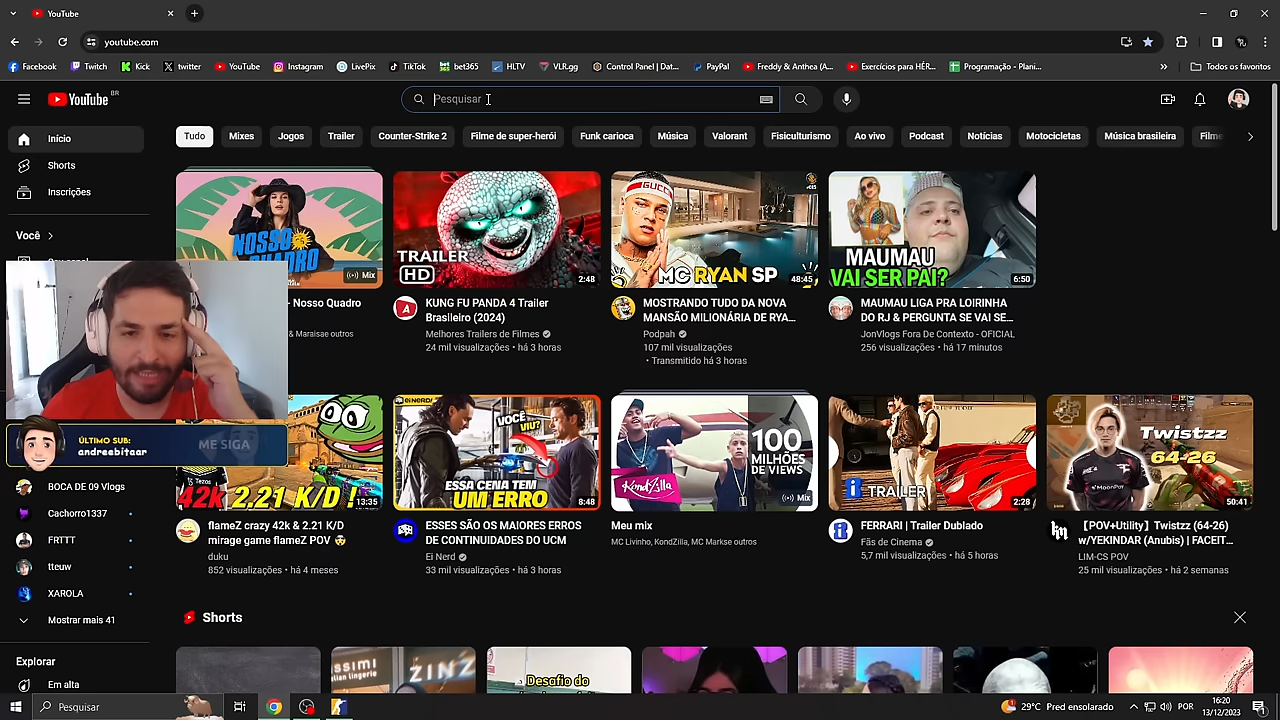 YouTube
youtube.com
Facebook
Twitch
Kick
twitter
YouTube
Instagram
LivePix
TikTok
bet365
HLTV
VLR.gg
Control Panel | Dat...
PayPal
Freddy & Anthea (A...
Exercícios para HÉR...
Programação - Plani...
»
Todos os favoritos
YouTube BR
Pesquisar
Tudo
Mixes
Jogos
Trailer
Counter-Strike 2
Filme de super-herói
Funk carioca
Música
Valorant
Fisiculturismo
Ao vivo
Podcast
Notícias
Motocicletas
Música brasileira
Filme
Início
Shorts
Inscrições
Você
NOSSO QUADRO
Mix
- Nosso Quadro
& Maraisae outros
TRAILER
HD
2:48
KUNG FU PANDA 4 Trailer
Brasileiro (2024)
Melhores Trailers de Filmes
24 mil visualizações • há 3 horas
GUCCI
MC RYAN SP
48:45
MOSTRANDO TUDO DA NOVA
MANSÃO MILIONÁRIA DE RYA...
Podpah
107 mil visualizações
• Transmitido há 3 horas
MAUMAU
VAI SER PAI?
6:50
MAUMAU LIGA PRA LOIRINHA
DO RJ & PERGUNTA SE VAI SE...
JonVlogs Fora De Contexto - OFICIAL
256 visualizações • há 17 minutos
ÚLTIMO SUB:
andreebitaar
ME SIGA
BOCA DE 09 Vlogs
Cachorro1337
FRTTT
tteuw
XAROLA
Mostrar mais 41
Explorar
Em alta
42k 2.21 K/D !
13:35
flameZ crazy 42k & 2.21 K/D
mirage game flameZ POV
duku
852 visualizações • há 4 meses
ei NERD
VOCÊ VIU?
ESSA CENA TEM
UM ERRO
8:48
ESSES SÃO OS MAIORES ERROS
DE CONTINUIDADES DO UCM
Ei Nerd
33 mil visualizações • há 3 horas
KondZilla
100
MILHÕES
DE VIEWS
Mix
Meu mix
MC Livinho, KondZilla, MC Markse outros
TRAILER
2:28
FERRARI | Trailer Dublado
Fãs de Cinema
5,7 mil visualizações • há 5 horas
Twistzz
64-26
MoonPay
50:41
【POV+Utility】Twistzz (64-26)
w/YEKINDAR (Anubis) | FACEIT...
LIM-CS POV
25 mil visualizações • há 2 semanas
Shorts
ZINZ
Desafio do
Pesquisar
29°C Pred ensolarado
POR
16:20
13/12/2023